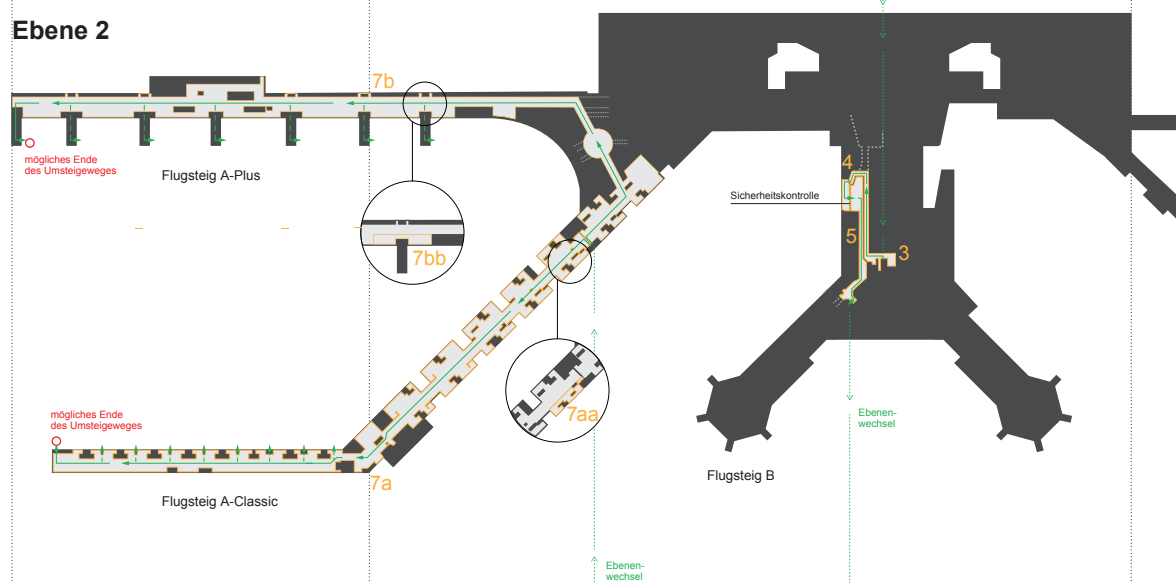 Ebene 2
7b
mögliches Ende
des Umsteigeweges
Flugsteig A-Plus
4
Sicherheitskontrolle
5
3
7bb
mögliches Ende
des Umsteigeweges
7aa
Ebenen-
wechsel
7a
Flugsteig B
Flugsteig A-Classic
Ebenen-
wechsel